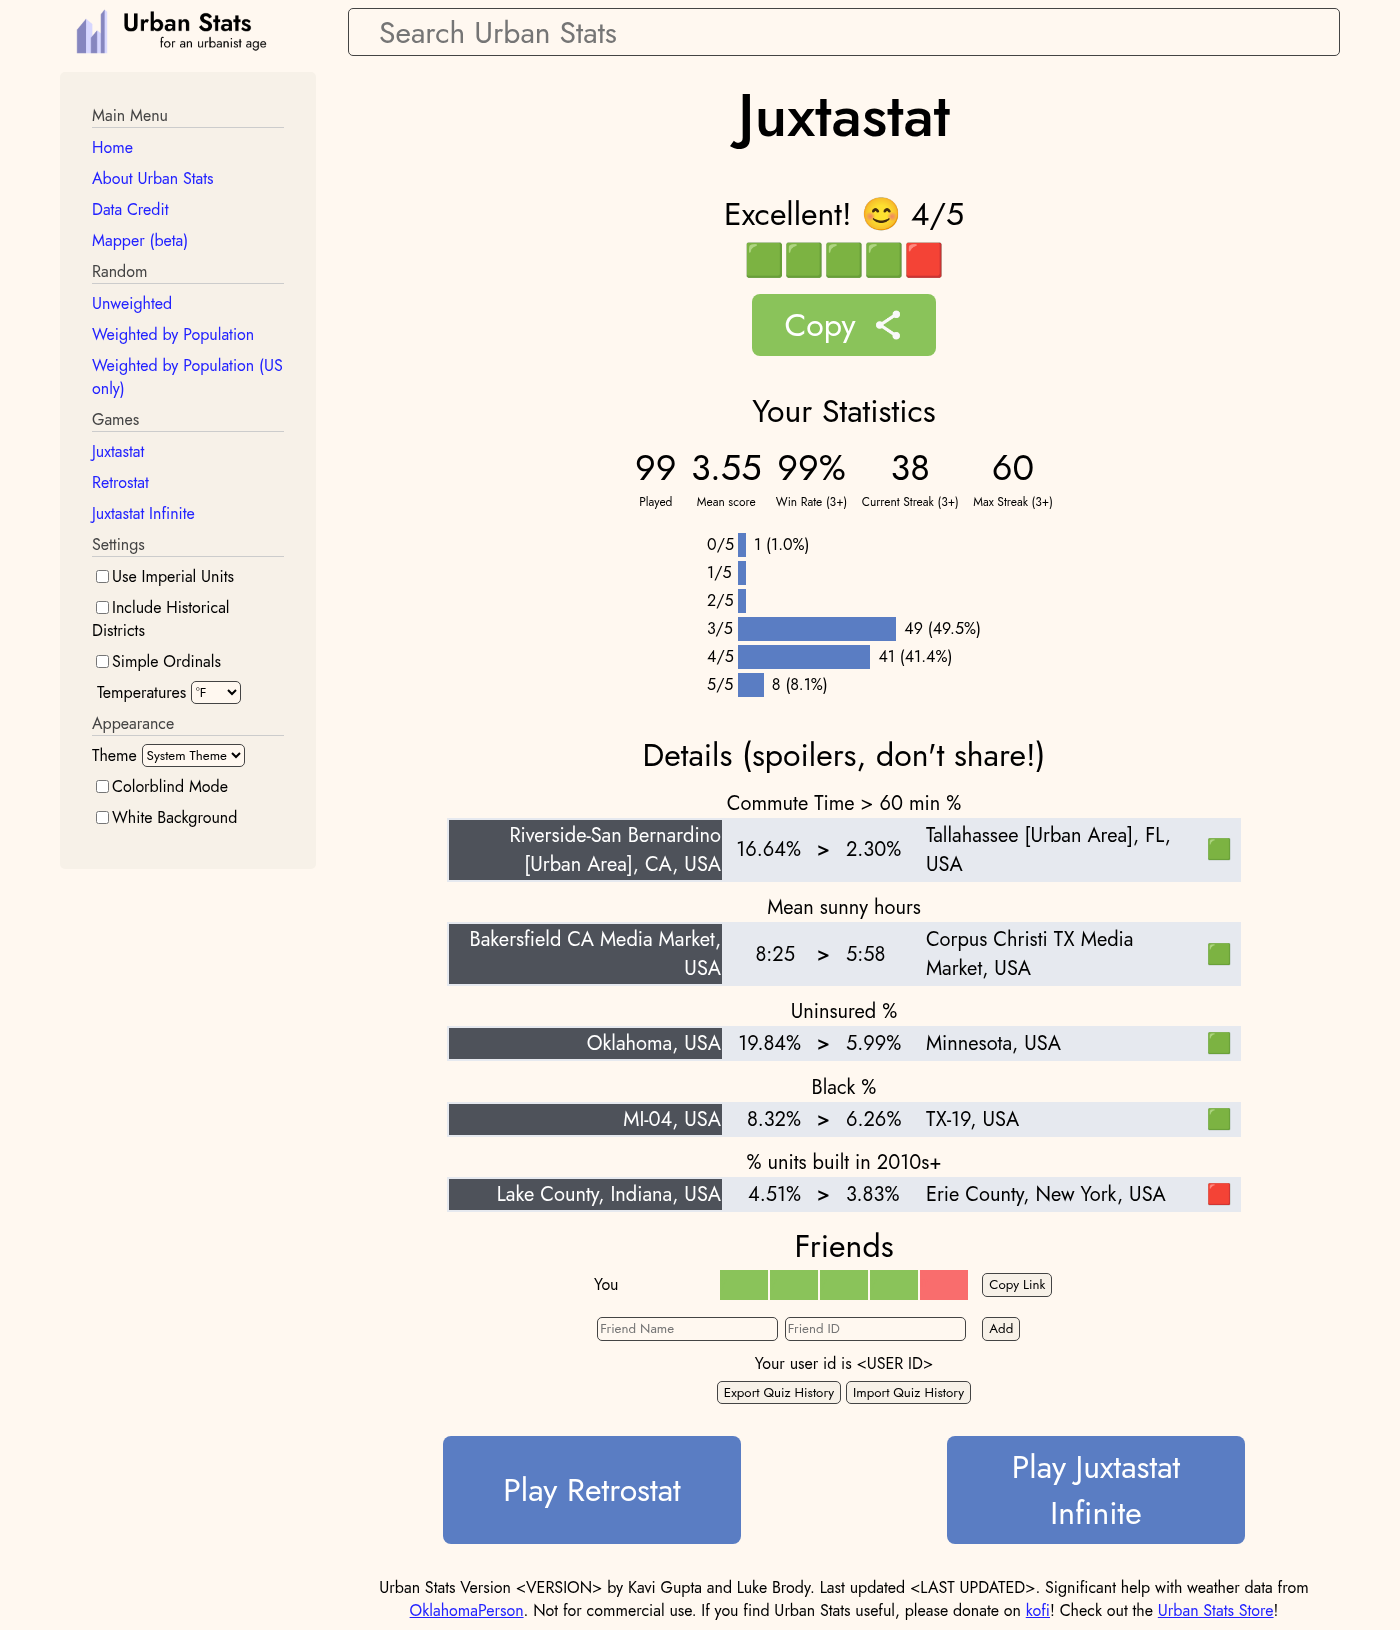 Urban Stats
for an urbanist age
Search Urban Stats
Main Menu
Home
About Urban Stats
Data Credit
Mapper (beta)
Random
Unweighted
Weighted by Population
Weighted by Population (US
only)
Games
Juxtastat
Retrostat
Juxtastat Infinite
Settings
Use Imperial Units
Include Historical
Districts
Simple Ordinals
Temperatures °F
Appearance
Theme System Theme
Colorblind Mode
White Background
Juxtastat
Excellent! 😊 4/5
🟩🟩🟩🟩🟥
Copy
Your Statistics
99 3.55 99% 38 60
Played Mean score Win Rate (3+) Current Streak (3+) Max Streak (3+)
0/5 1 (1.0%)
1/5
2/5
3/5 49 (49.5%)
4/5 41 (41.4%)
5/5 8 (8.1%)
Details (spoilers, don't share!)
Commute Time > 60 min %
Riverside-San Bernardino
[Urban Area], CA, USA
16.64% > 2.30%
Tallahassee [Urban Area], FL,
USA
🟩
Mean sunny hours
Bakersfield CA Media Market,
USA
8:25 > 5:58
Corpus Christi TX Media
Market, USA
🟩
Uninsured %
Oklahoma, USA 19.84% > 5.99% Minnesota, USA 🟩
Black %
MI-04, USA 8.32% > 6.26% TX-19, USA 🟩
% units built in 2010s+
Lake County, Indiana, USA 4.51% > 3.83% Erie County, New York, USA 🟥
Friends
You Copy Link
Friend Name Friend ID Add
Your user id is <USER ID>
Export Quiz History Import Quiz History
Play Retrostat
Play Juxtastat
Infinite
Urban Stats Version <VERSION> by Kavi Gupta and Luke Brody. Last updated <LAST UPDATED>. Significant help with weather data from
OklahomaPerson. Not for commercial use. If you find Urban Stats useful, please donate on kofi! Check out the Urban Stats Store!